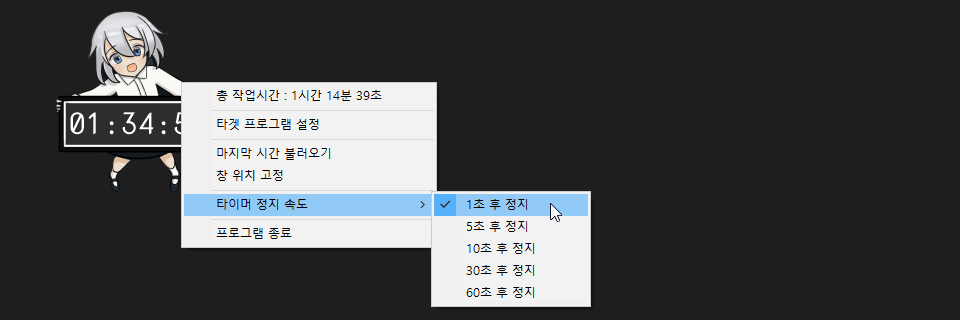 01:34:5
총 작업시간 : 1시간 14분 39초
타겟 프로그램 설정
마지막 시간 불러오기
창 위치 고정
타이머 정지 속도
프로그램 종료
1초 후 정지
5초 후 정지
10초 후 정지
30초 후 정지
60초 후 정지